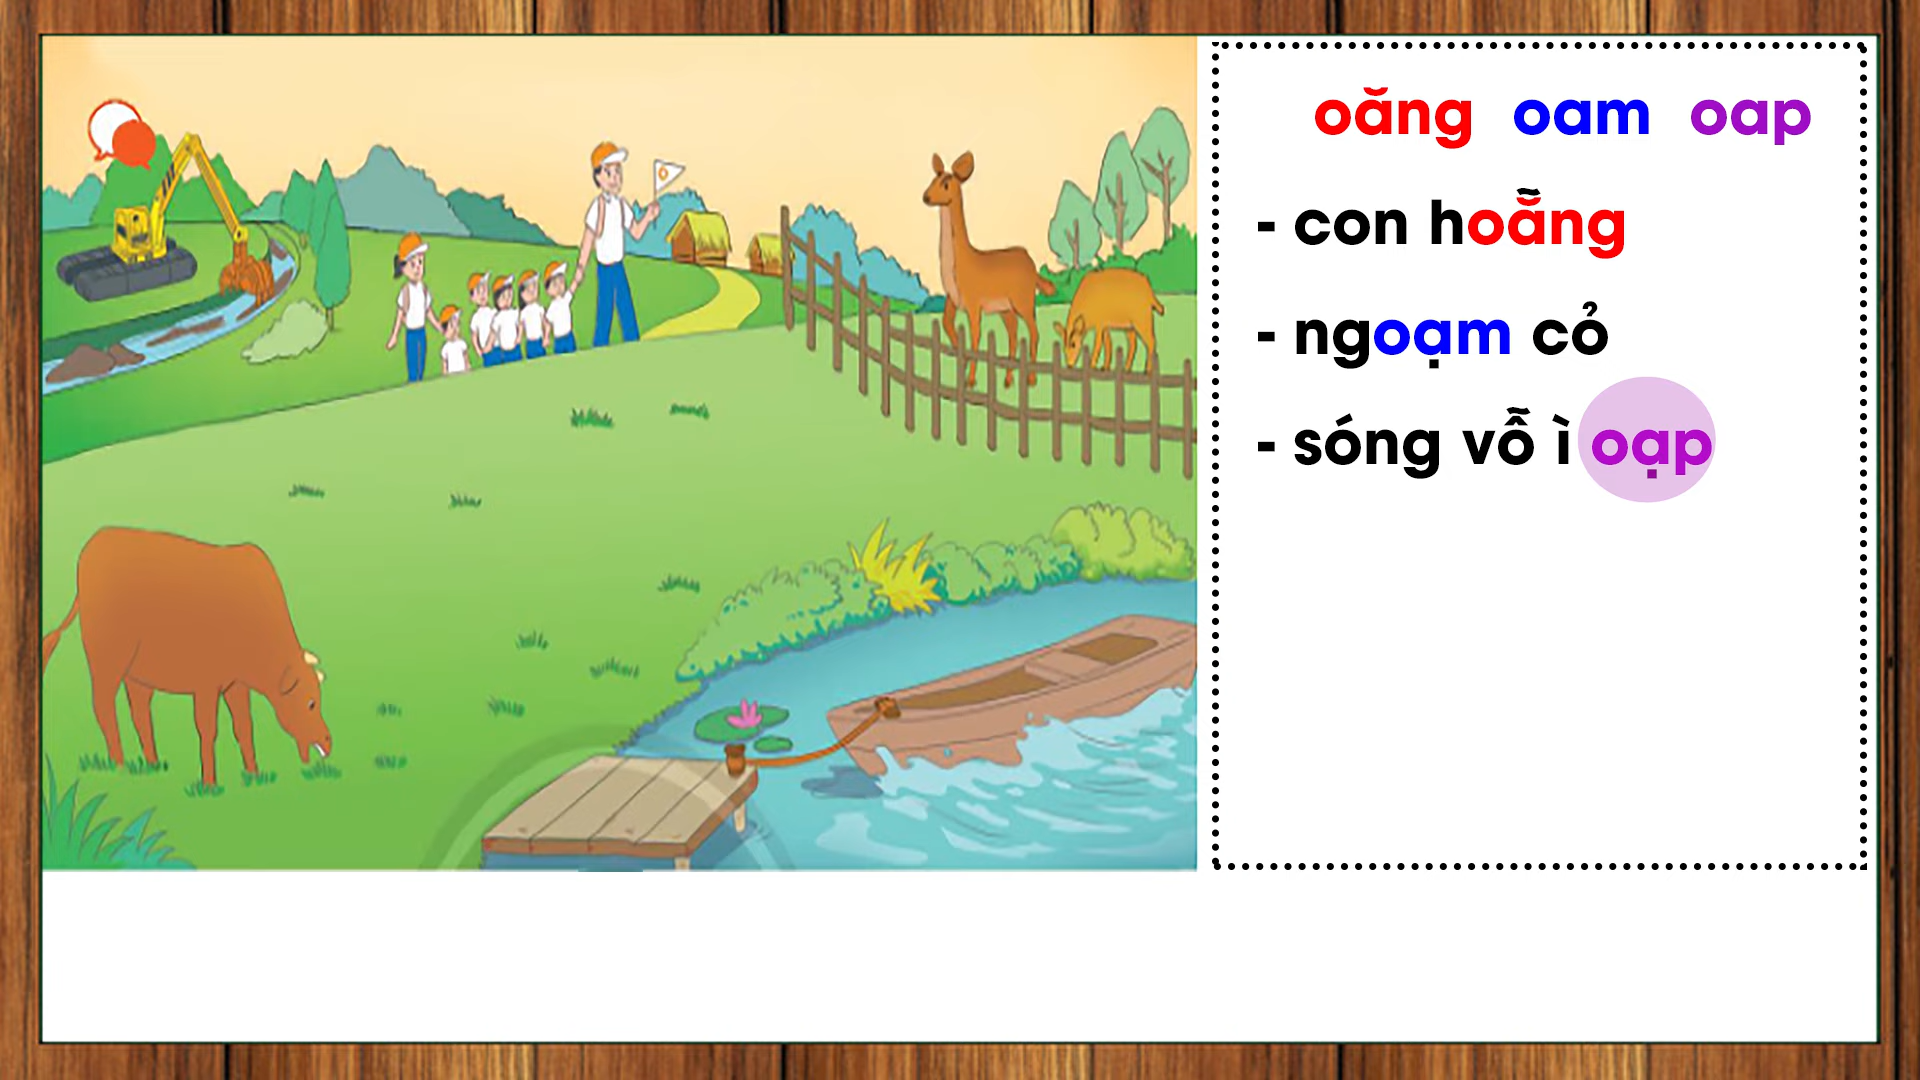 oăng oam oap
- con hoẵng
- ngoạm cỏ
- sóng vỗ ì oạp